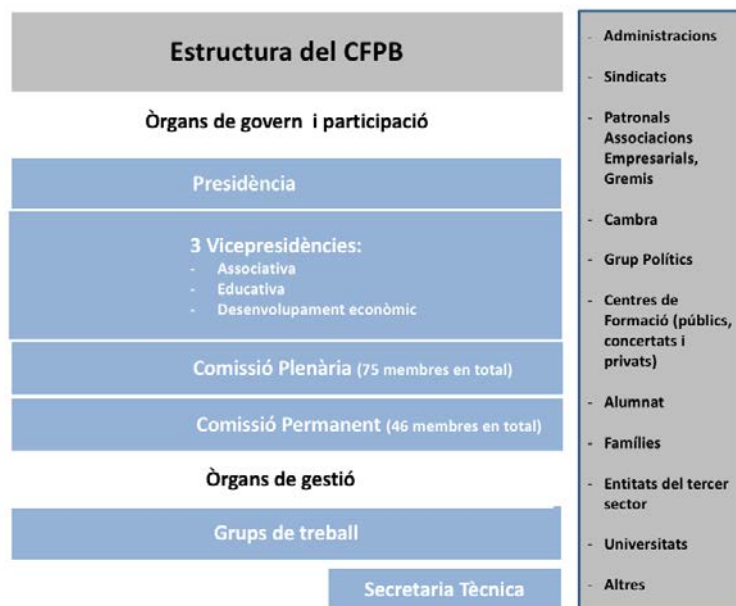 Estructura del CFPB
Òrgans de govern i participació
Presidència
3 Vicepresidències:
- Associativa
- Educativa
- Desenvolupament econòmic
Comissió Plenària (75 membres en total)
Comissió Permanent (46 membres en total)
Òrgans de gestió
Grups de treball
Secretaria Tècnica
- Administracions
- Sindicats
- Patronals
Associacions
Empresarials,
Gremis
- Cambra
- Grup Polítics
- Centres de
Formació (públics,
concertats i
privats)
- Alumnat
- Famílies
- Entitats del tercer
sector
- Universitats
- Altres